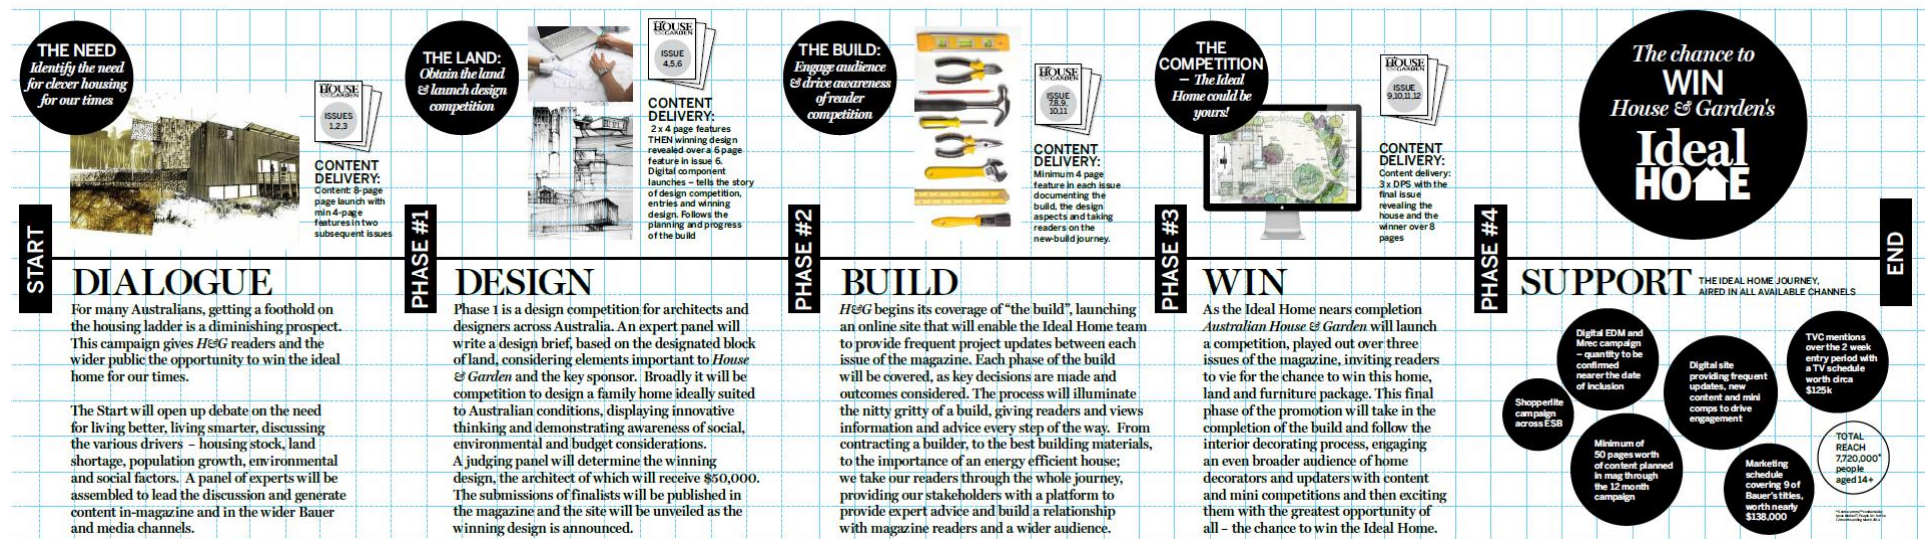 THE NEED
Identify the need
for clever housing
for our times
HOUSE
& GARDEN
ISSUES
1,2,3
CONTENT
DELIVERY:
Content: 8-page
page launch with
min 4-page
features in two
subsequent issues
START
DIALOGUE
For many Australians, getting a foothold on
the housing ladder is a diminishing prospect.
This campaign gives H&G readers and the
wider public the opportunity to win the ideal
home for our times.
The Start will open up debate on the need
for living better, living smarter, discussing
the various drivers – housing stock, land
shortage, population growth, environmental
and social factors. A panel of experts will be
assembled to lead the discussion and generate
content in-magazine and in the wider Bauer
and media channels.
THE LAND:
Obtain the land
& launch design
competition
HOUSE
& GARDEN
ISSUE
4,5,6
CONTENT
DELIVERY:
2 x 4 page features
THEN winning design
revealed over a 6 page
feature in issue 6.
Digital component
launches – tells the story
of design competition,
entries and winning
design. Follows the
planning and progress
of the build
PHASE #1
DESIGN
Phase 1 is a design competition for architects and
designers across Australia. An expert panel will
write a design brief, based on the designated block
of land, considering elements important to House
& Garden and the key sponsor. Broadly it will be
competition to design a family home ideally suited
to Australian conditions, displaying innovative
thinking and demonstrating awareness of social,
environmental and budget considerations.
A judging panel will determine the winning
design, the architect of which will receive $50,000.
The submissions of finalists will be published in
the magazine and the site will be unveiled as the
winning design is announced.
THE BUILD:
Engage audience
& drive awareness
of reader
competition
HOUSE
& GARDEN
ISSUE
7,8,9,
10,11
CONTENT
DELIVERY:
Minimum 4 page
feature in each issue
documenting the
build, the design
aspects and taking
readers on the
new-build journey.
PHASE #2
BUILD
H&G begins its coverage of “the build”, launching
an online site that will enable the Ideal Home team
to provide frequent project updates between each
issue of the magazine. Each phase of the build
will be covered, as key decisions are made and
outcomes considered. The process will illuminate
the nitty gritty of a build, giving readers and views
information and advice every step of the way. From
contracting a builder, to the best building materials,
to the importance of an energy efficient house;
we take our readers through the whole journey,
providing our stakeholders with a platform to
provide expert advice and build a relationship
with magazine readers and a wider audience.
THE
COMPETITION
– The Ideal
Home could be
yours!
HOUSE
& GARDEN
ISSUE
9,10,11,12
CONTENT
DELIVERY:
Content delivery:
3 x DPS with the
final issue
revealing the
house and the
winner over 8
pages
PHASE #3
WIN
As the Ideal Home nears completion
Australian House & Garden will launch
a competition, played out over three
issues of the magazine, inviting readers
to vie for the chance to win this home,
land and furniture package. This final
phase of the promotion will take in the
completion of the build and follow the
interior decorating process, engaging
an even broader audience of home
decorators and updaters with content
and mini competitions and then exciting
them with the greatest opportunity of
all – the chance to win the Ideal Home.
The chance to
WIN
House & Garden's
Ideal
HOME
PHASE #4
END
SUPPORT
THE IDEAL HOME JOURNEY,
AIRED IN ALL AVAILABLE CHANNELS
Digital EDM and
Mrec campaign
– quantity to be
confirmed
nearer the date
of inclusion
Shopperlite
campaign
across ESB
Minimum of
50 pages worth
of content planned
in mag through
the 12 month
campaign
Digital site
providing frequent
updates, new
content and mini
comps to drive
engagement
Marketing
schedule
covering 9 of
Bauer's titles,
worth nearly
$138,000
TVC mentions
over the 2 week
entry period with
a TV schedule
worth circa
$125k
TOTAL
REACH
7,720,000*
people
aged 14+